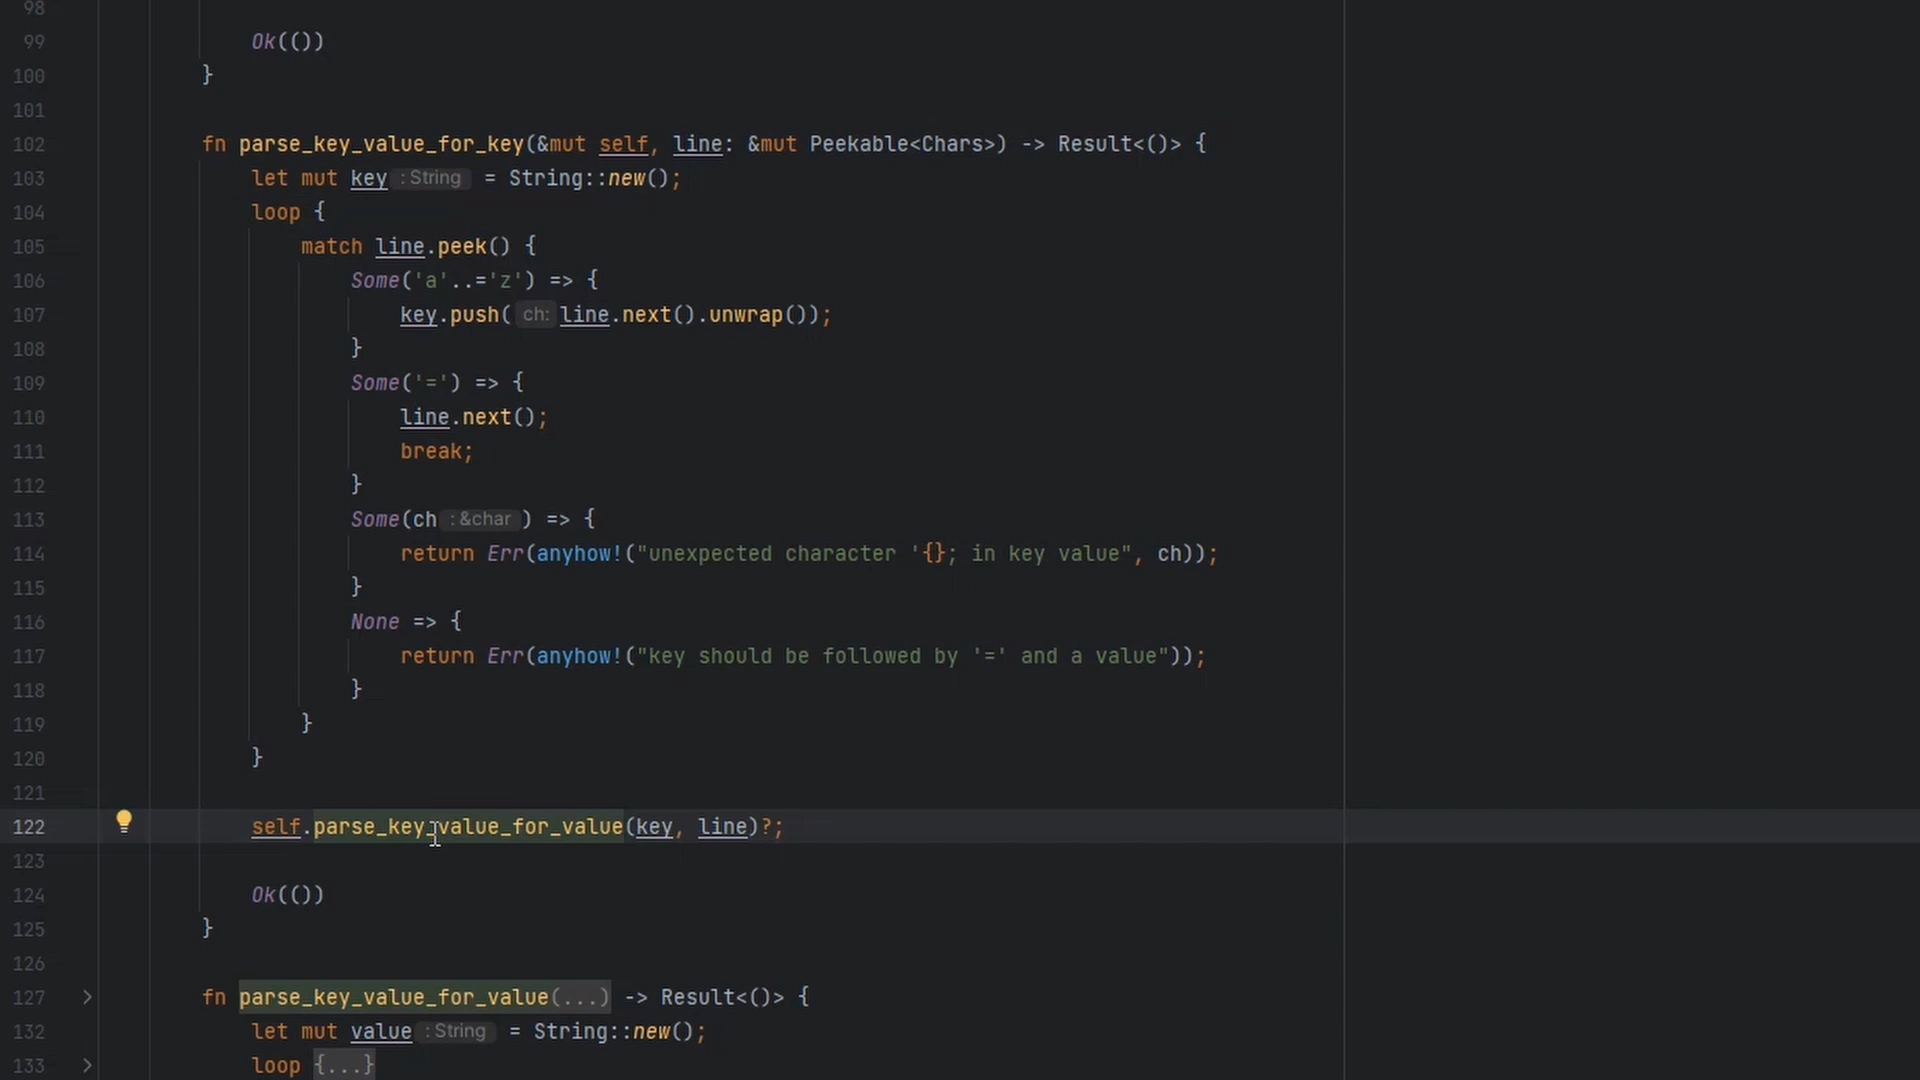 98
99 Ok(())
100 }
101
102 fn parse_key_value_for_key(&mut self, line: &mut Peekable<Chars>) -> Result<()> {
103 let mut key : String = String::new();
104 loop {
105 match line.peek() {
106 Some('a'..='z') => {
107 key.push( ch: line.next().unwrap());
108 }
109 Some('=') => {
110 line.next();
111 break;
112 }
113 Some(ch : &char ) => {
114 return Err(anyhow!("unexpected character '{}; in key value", ch));
115 }
116 None => {
117 return Err(anyhow!("key should be followed by '=' and a value"));
118 }
119 }
120 }
121
122 self.parse_key_value_for_value(key, line)?;
123
124 Ok(())
125 }
126
127 fn parse_key_value_for_value(...) -> Result<()> {
132 let mut value : String = String::new();
133 loop {...}